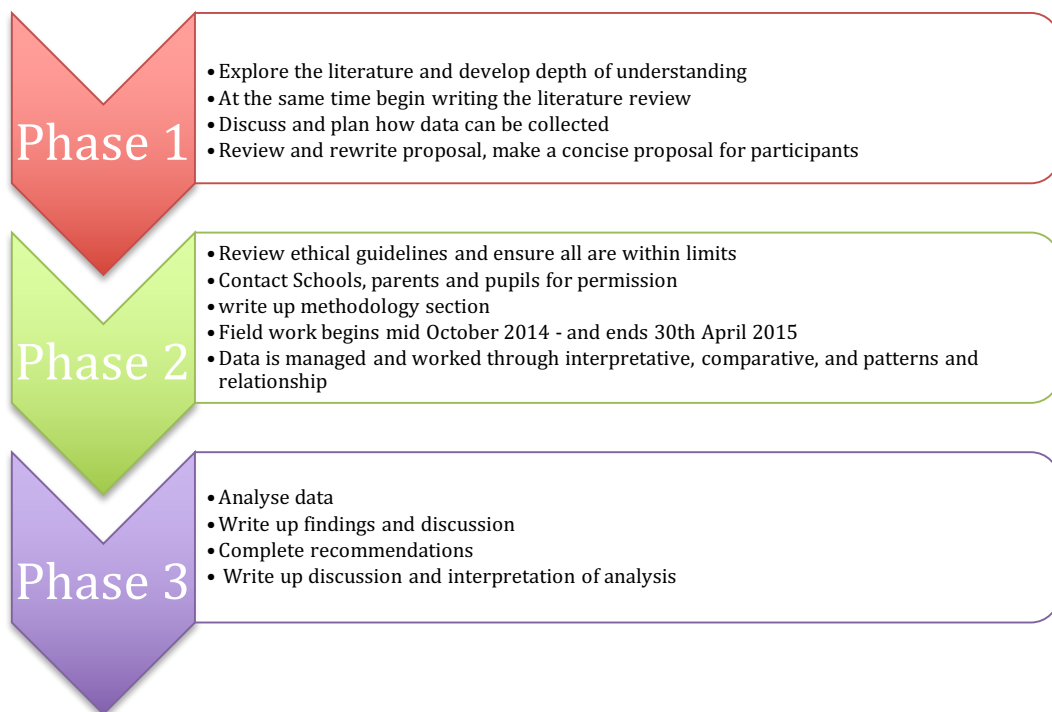 Phase 1
• Explore the literature and develop depth of understanding
• At the same time begin writing the literature review
• Discuss and plan how data can be collected
• Review and rewrite proposal, make a concise proposal for participants
Phase 2
• Review ethical guidelines and ensure all are within limits
• Contact Schools, parents and pupils for permission
• write up methodology section
• Field work begins mid October 2014 - and ends 30th April 2015
• Data is managed and worked through interpretative, comparative, and patterns and
relationship
Phase 3
• Analyse data
• Write up findings and discussion
• Complete recommendations
• Write up discussion and interpretation of analysis